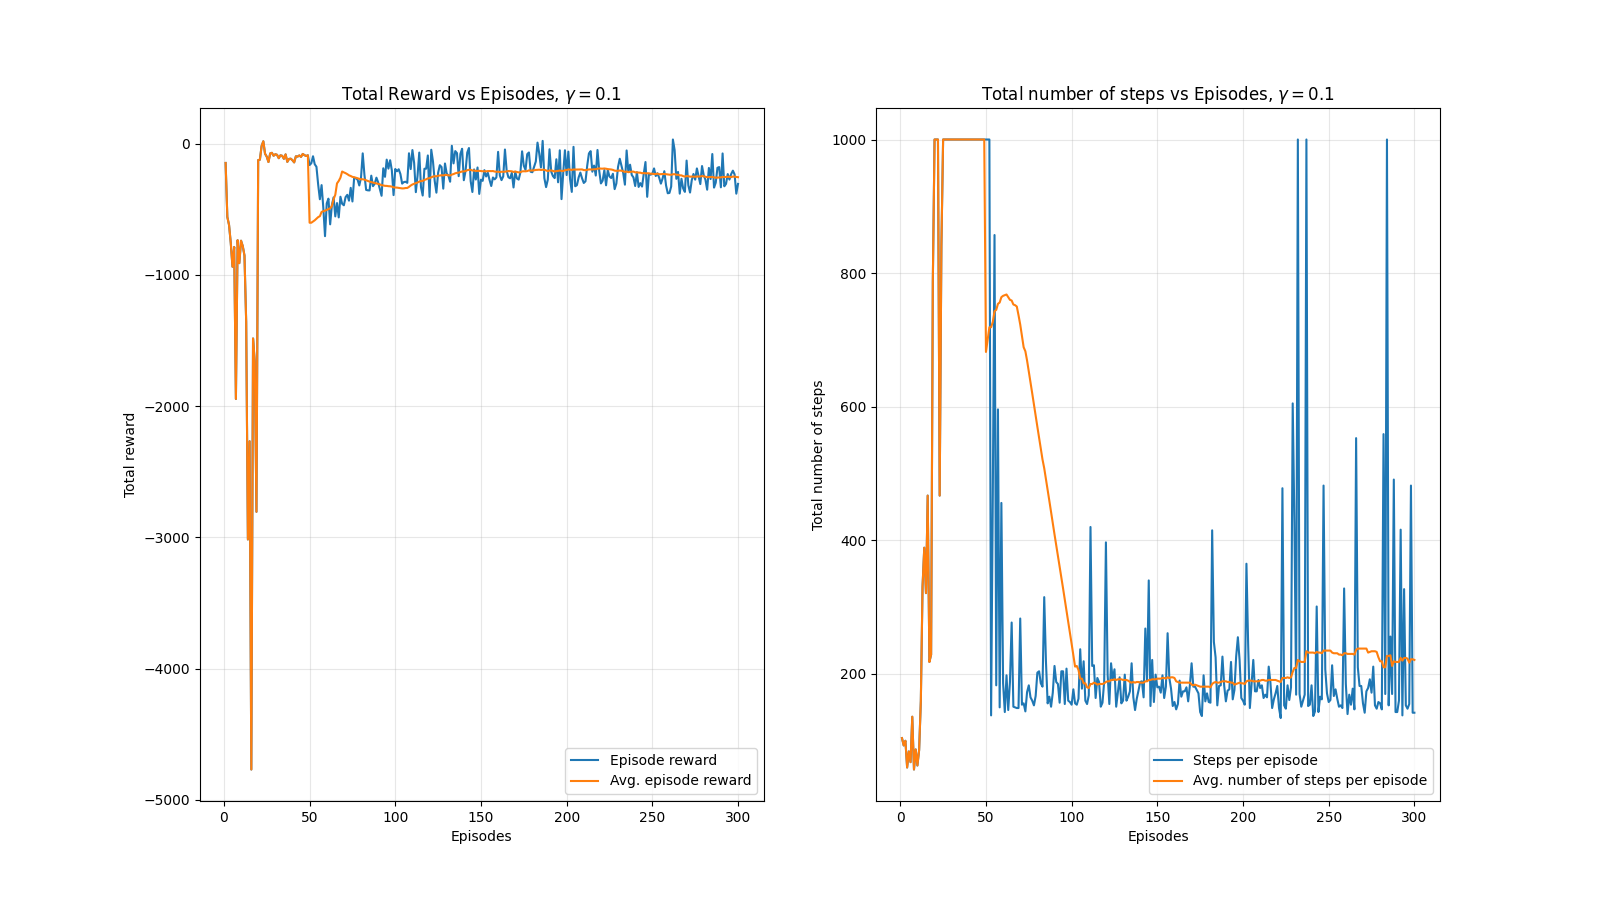 Total Reward vs Episodes, γ = 0.1
0
−1000
−2000
−3000
−4000
−5000
Total reward
0
50
100
150
200
250
300
Episodes
Episode reward
Avg. episode reward
Total number of steps vs Episodes, γ = 0.1
1000
800
600
400
200
Total number of steps
0
50
100
150
200
250
300
Episodes
Steps per episode
Avg. number of steps per episode